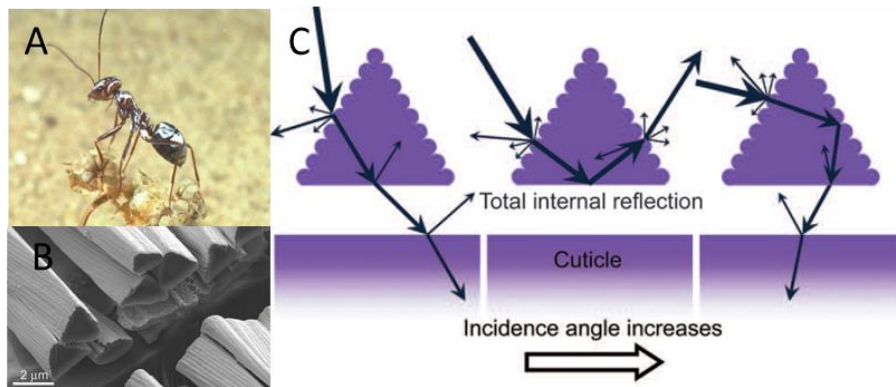 A
B
2 μm
C
Total internal reflection
Cuticle
Incidence angle increases